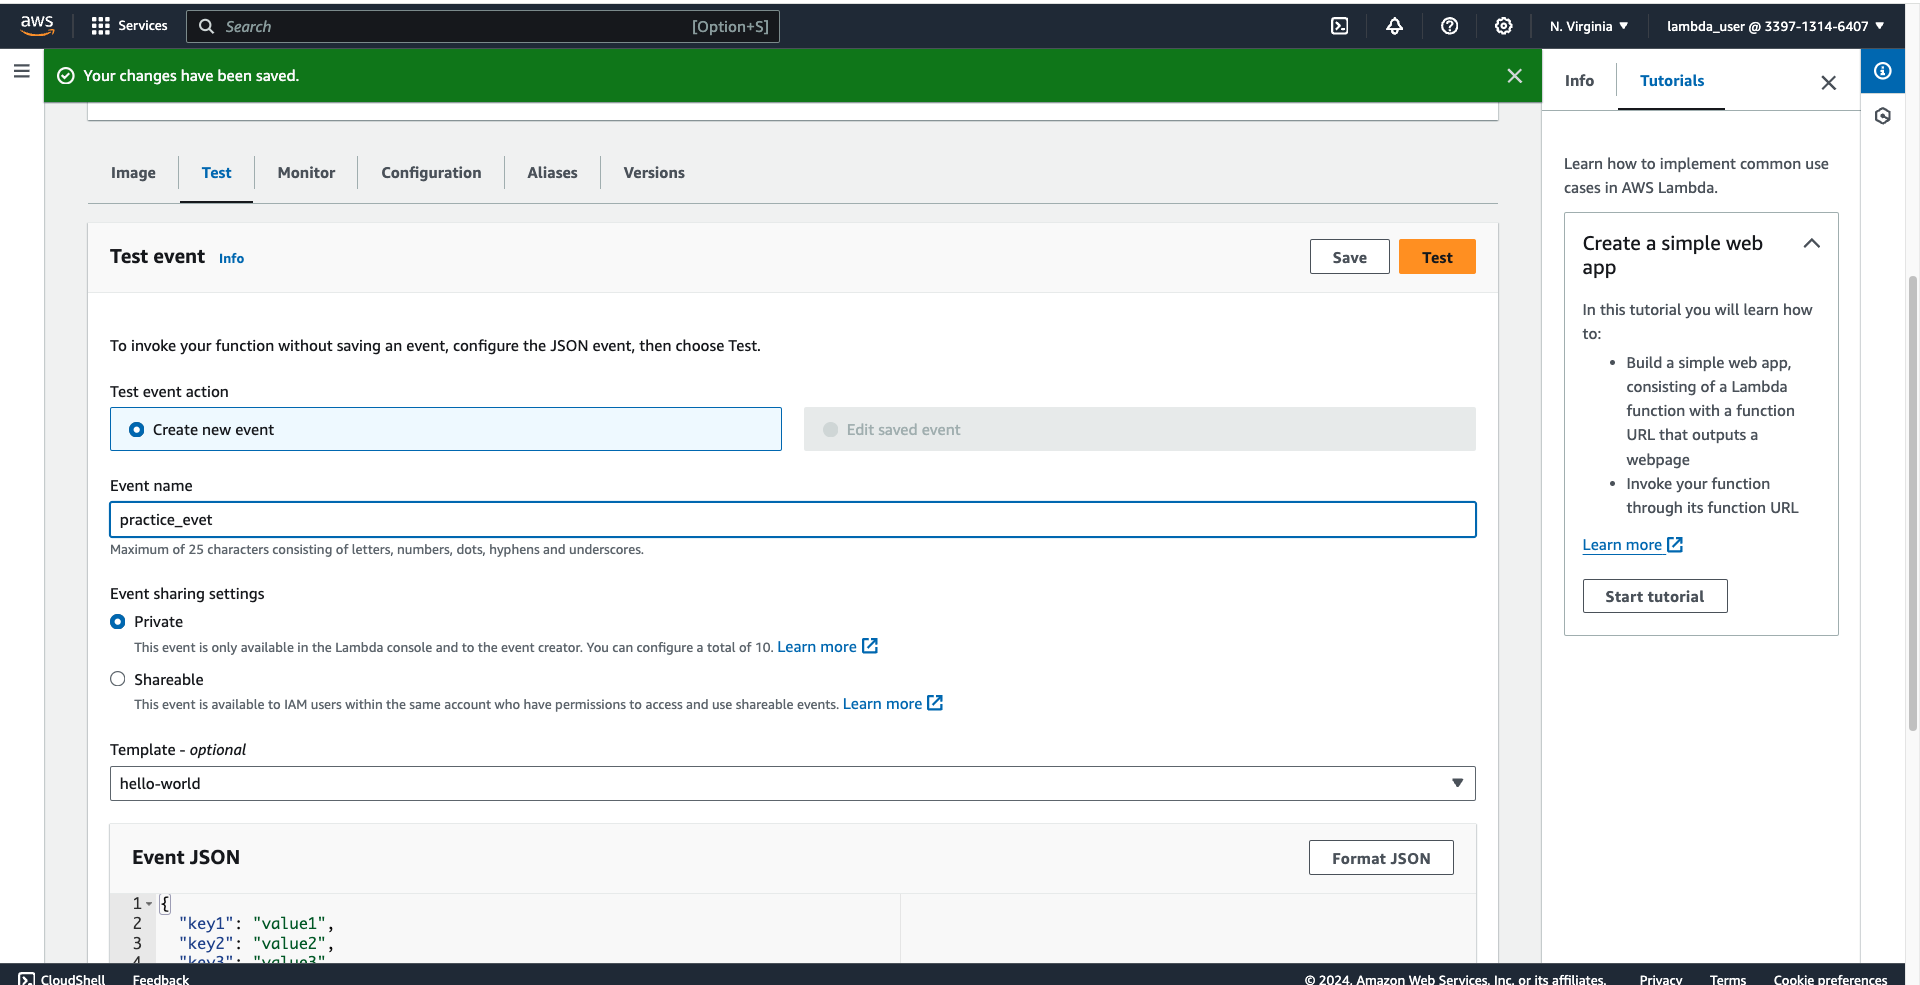 aws
Services
Search
[Option+S]
N. Virginia
lambda_user @ 3397-1314-6407
Your changes have been saved.
Info
Tutorials
Image
Test
Monitor
Configuration
Aliases
Versions
Test event Info
Save
Test
To invoke your function without saving an event, configure the JSON event, then choose Test.
Test event action
Create new event
Edit saved event
Event name
practice_evet
Maximum of 25 characters consisting of letters, numbers, dots, hyphens and underscores.
Event sharing settings
Private
This event is only available in the Lambda console and to the event creator. You can configure a total of 10. Learn more
Shareable
This event is available to IAM users within the same account who have permissions to access and use shareable events. Learn more
Template - optional
hello-world
Event JSON
Format JSON
1 {
2 "key1": "value1",
3 "key2": "value2",
4 "key3": "value3"
Learn how to implement common use
cases in AWS Lambda.
Create a simple web
app
In this tutorial you will learn how
to:
• Build a simple web app,
consisting of a Lambda
function with a function
URL that outputs a
webpage
• Invoke your function
through its function URL
Learn more
Start tutorial
CloudShell
Feedback
© 2024, Amazon Web Services, Inc. or its affiliates.
Privacy
Terms
Cookie preferences